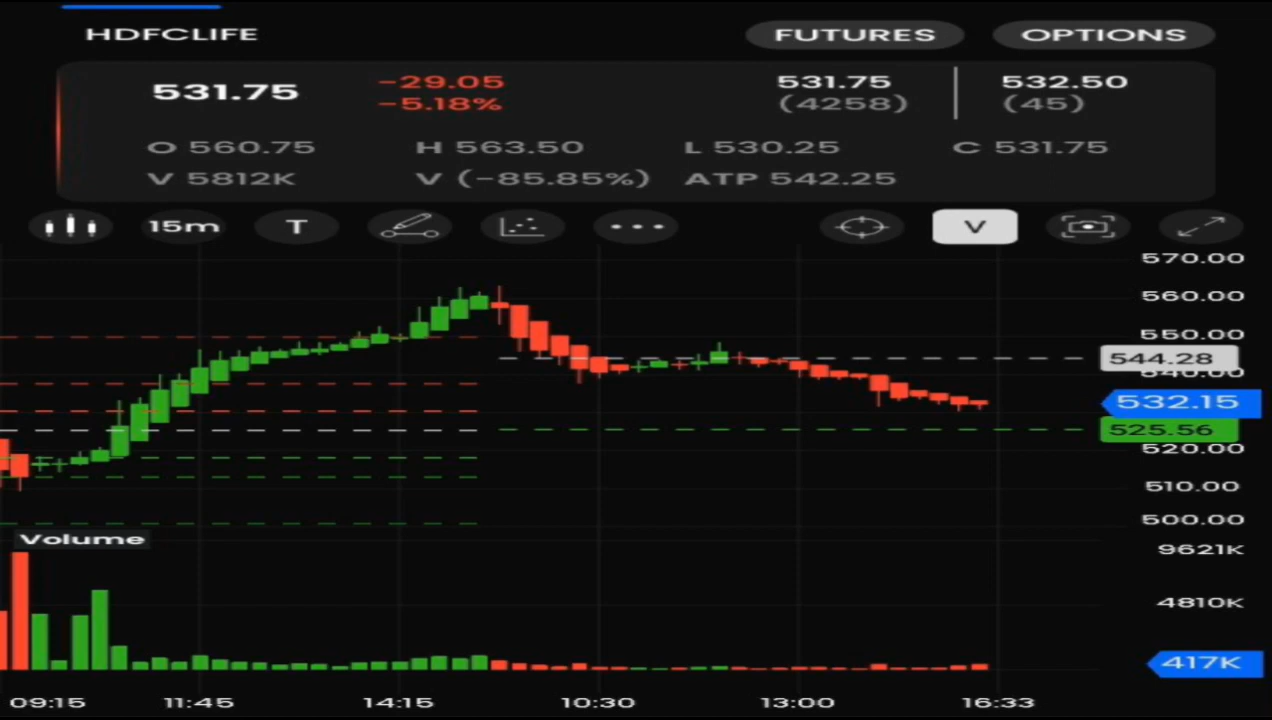 HDFCLIFE FUTURES OPTIONS
531.75 -29.05 -5.18% 531.75 (4258) 532.50 (45)
O 560.75 H 563.50 L 530.25 C 531.75
V 5812K V (-85.85%) ATP 542.25
15m T V
570.00
560.00
550.00
544.28
540.00
532.15
525.56
520.00
510.00
500.00
Volume
9621K
4810K
417K
09:15 11:45 14:15 10:30 13:00 16:33